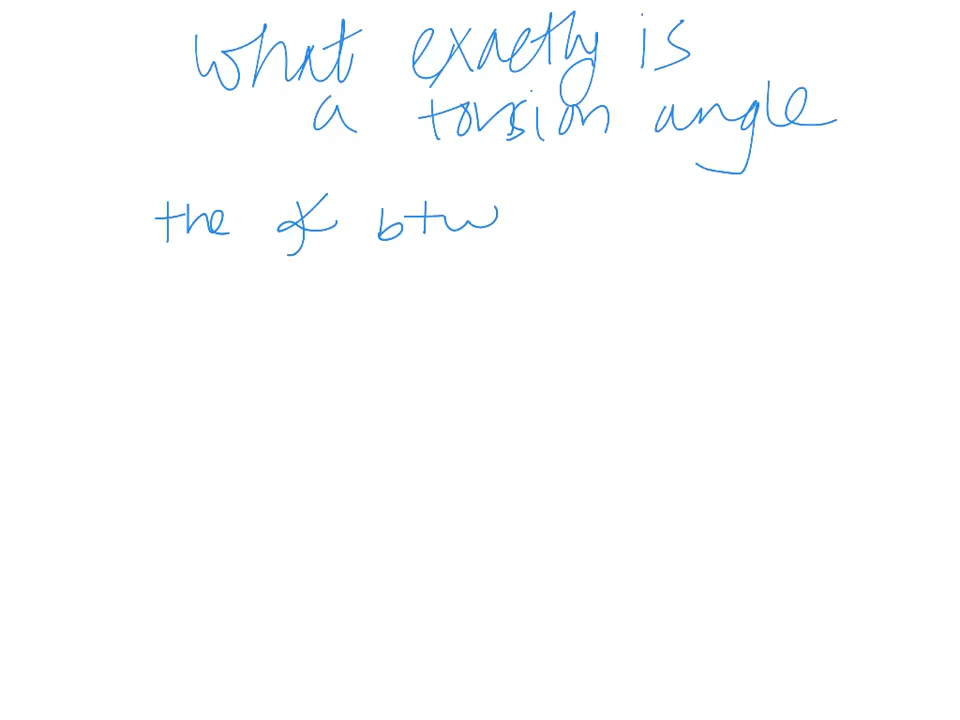 what exactly is
a torsion angle
the ∡ btw